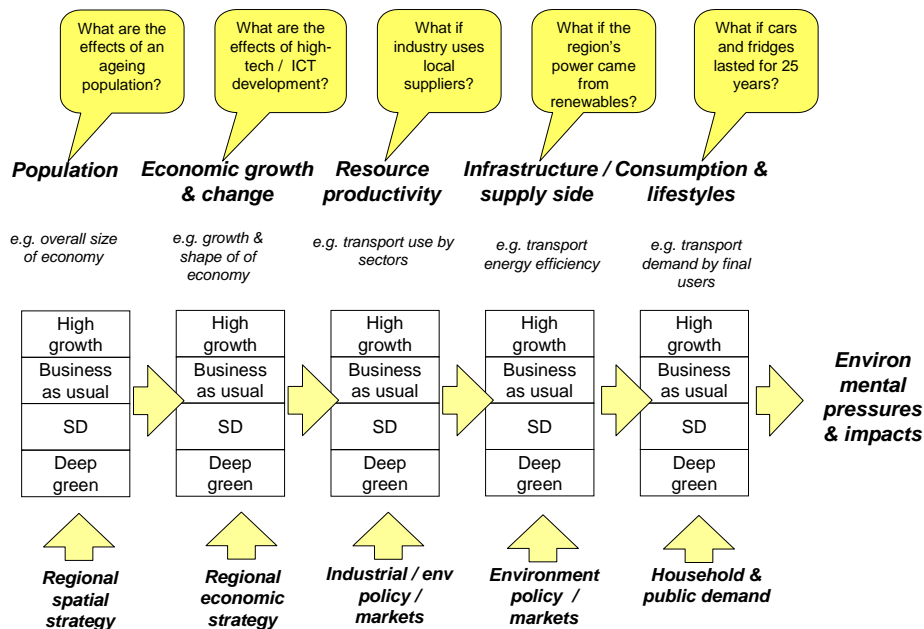 What are the
effects of an
ageing
population?
What are the
effects of high-
tech / ICT
development?
What if
industry uses
local
suppliers?
What if the
region's
power came
from
renewables?
What if cars
and fridges
lasted for 25
years?
Population
Economic growth
& change
Resource
productivity
Infrastructure /
supply side
Consumption &
lifestyles
e.g. overall size
of economy
e.g. growth &
shape of of
economy
e.g. transport use by
sectors
e.g. transport
energy efficiency
e.g. transport
demand by final
users
High
growth
Business
as usual
SD
Deep
green
High
growth
Business
as usual
SD
Deep
green
High
growth
Business
as usual
SD
Deep
green
High
growth
Business
as usual
SD
Deep
green
High
growth
Business
as usual
SD
Deep
green
Environ
mental
pressures
& impacts
Regional
spatial
strategy
Regional
economic
strategy
Industrial / env
policy /
markets
Environment
policy /
markets
Household &
public demand